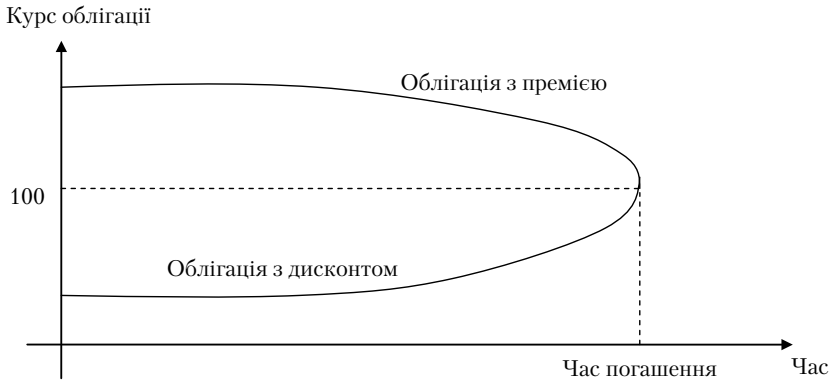 Курс облігації
Облігація з премією
100
Облігація з дисконтом
Час погашення
Час